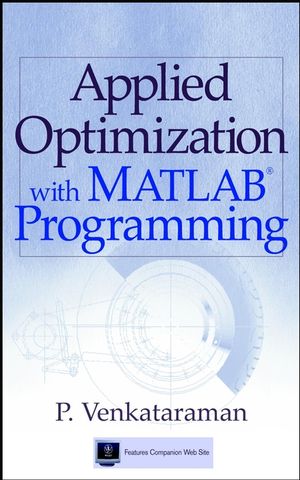 Applied
Optimization
with MATLAB®
Programming
P. Venkataraman
Features Companion Web Site